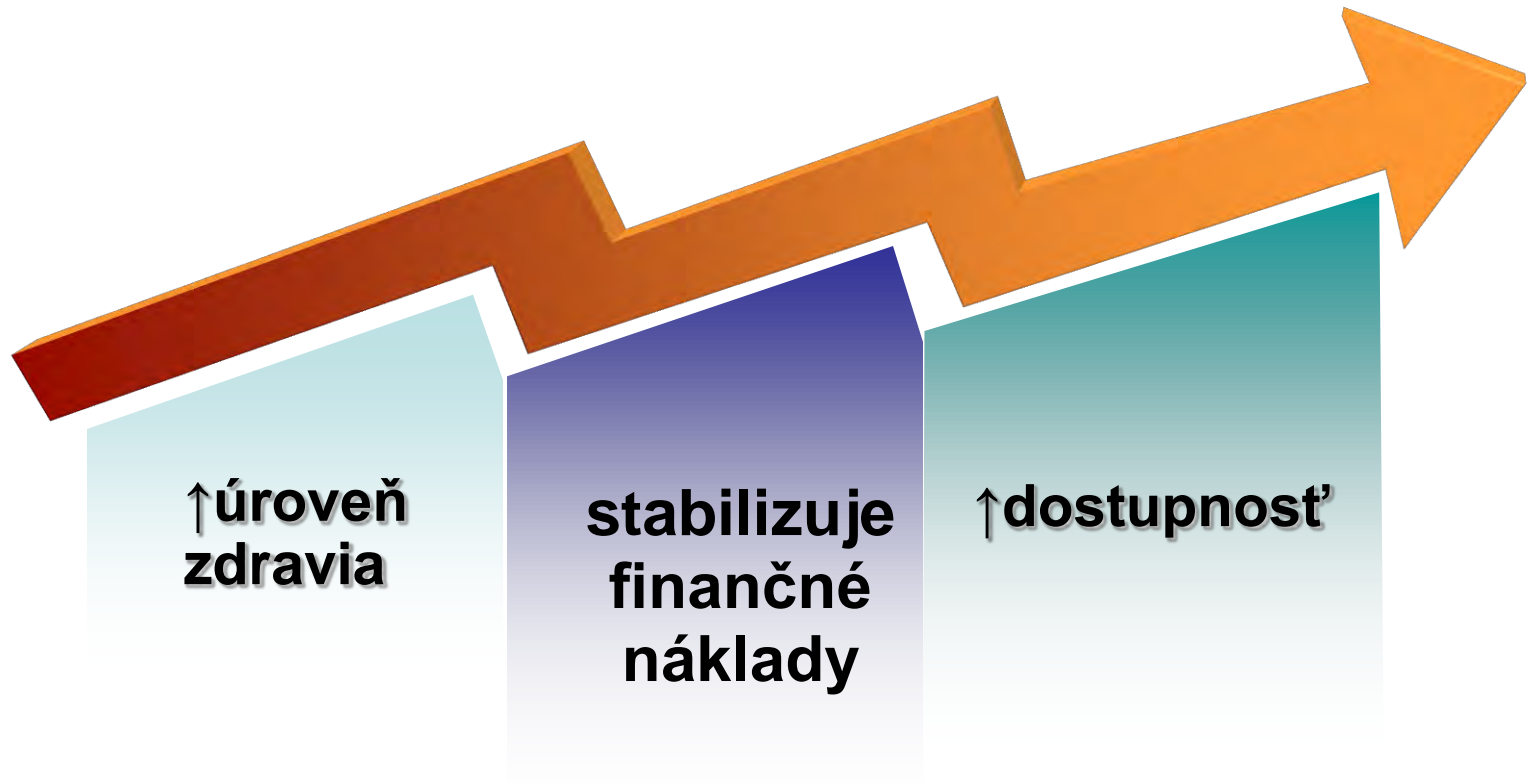 ↑úroveň
zdravia
stabilizuje
finančné
náklady
↑dostupnosť